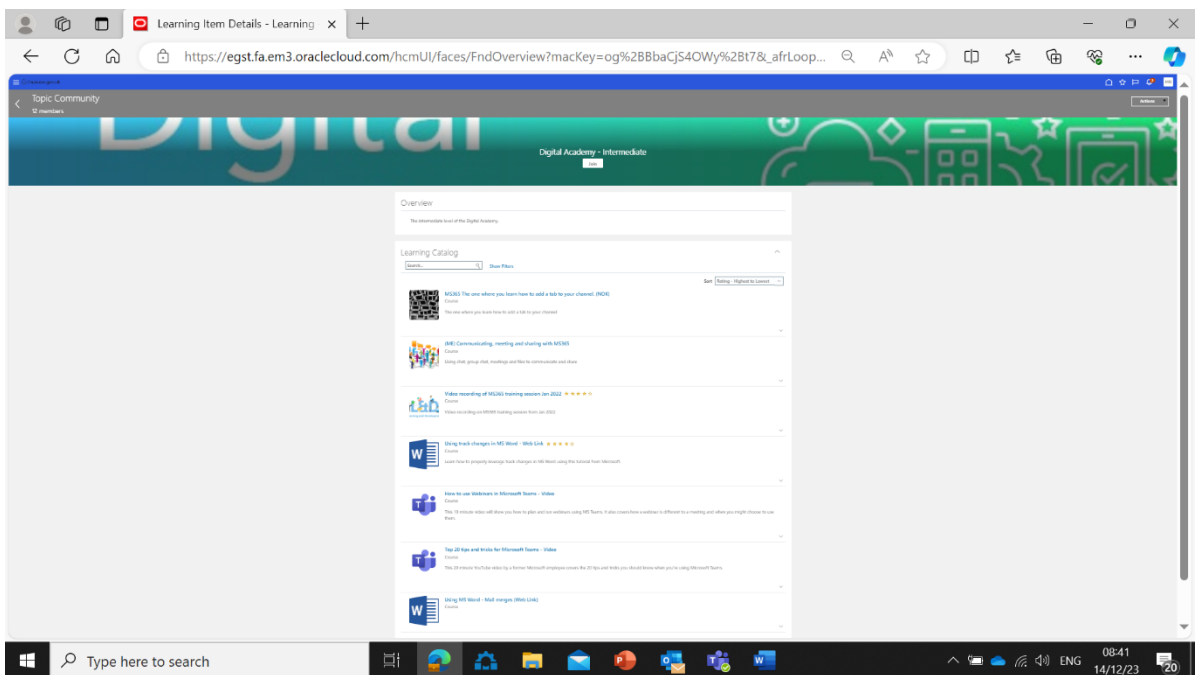 Learning Item Details - Learning
https://egst.fa.em3.oraclecloud.com/hcmUI/faces/FndOverview?macKey=og%2BBbaCjS4OWy%2Bt7&_afrLoop...
Topic Community
12 members
Actions
Digital
Digital Academy - Intermediate
Overview
The intermediate level of the Digital Academy.
Learning Catalog
Search...
Show Filters
Sort Rating - Highest to Lowest
MS365 The one where you learn how to add a tab to your channel. (NCR)
Course
The one where you learn how to add a tab to your channel
(ME) Communicating, meeting and sharing with MS365
Course
Using chat, group chat, meetings and files to communicate and share
Video recording of MS365 training session Jan 2022
Course
Video recording on MS365 training session from Jan 2022
Using track changes in MS Word - Web Link
Course
Learn how to properly leverage track changes in MS Word using this tutorial from Microsoft.
How to use Webinars in Microsoft Teams - Video
Course
This 10 minute video will show you how to plan and run webinars using MS Teams. It also covers how a webinar is different to a meeting and when you might choose to use
them.
Top 20 tips and tricks for Microsoft Teams - Video
Course
This 20 minute YouTube video by a former Microsoft employee covers the 20 tips and tricks you should know when you're using Microsoft Teams.
Using MS Word - Mail merges (Web Link)
Course
Type here to search
ENG
08:41
14/12/23
20